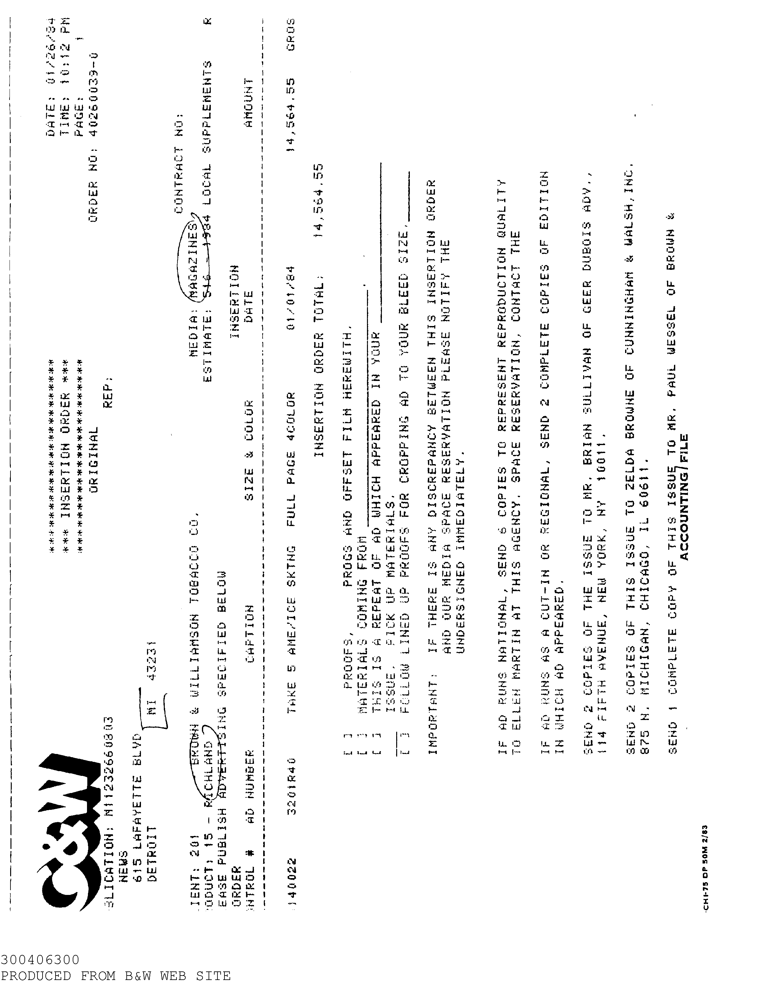 C&W
DATE: 01/26/84
TIME: 10:12 PM
PAGE: 1
ORDER NO: 40260039-0
*** INSERTION ORDER ***
ORIGINAL
REP:
BLICATION: M11232660803
NEWS
615 LAFAYETTE BLVD
DETROIT MI 43231
CONTRACT NO:
IENT: 201 - BROWN & WILLIAMSON TOBACCO CO. MEDIA: MAGAZINES
ODUCT: 15 - RICHLAND ESTIMATE: 516 - 1984 LOCAL SUPPLEMENTS R
EASE PUBLISH ADVERTISING SPECIFIED BELOW
ORDER INSERTION
NTROL # AD NUMBER CAPTION SIZE & COLOR DATE AMOUNT
140022 3201R40 TAKE 5 AME/ICE SKTNG FULL PAGE 4COLOR 01/01/84 14,564.55 GROS
INSERTION ORDER TOTAL: 14,564.55
[ ] PROOFS, PROGS AND OFFSET FILM HEREWITH.
[ ] MATERIALS COMING FROM .
[ ] THIS IS A REPEAT OF AD WHICH APPEARED IN YOUR
ISSUE. PICK UP MATERIALS.
[ ] FOLLOW LINED UP PROOFS FOR CROPPING AD TO YOUR BLEED SIZE.
IMPORTANT: IF THERE IS ANY DISCREPANCY BETWEEN THIS INSERTION ORDER
AND OUR MEDIA SPACE RESERVATION PLEASE NOTIFY THE
UNDERSIGNED IMMEDIATELY.
IF AD RUNS NATIONAL, SEND 6 COPIES TO REPRESENT REPRODUCTION QUALITY
TO ELLEN MARTIN AT THIS AGENCY. SPACE RESERVATION, CONTACT THE
IF AD RUNS AS A CUT-IN OR REGIONAL, SEND 2 COMPLETE COPIES OF EDITION
IN WHICH AD APPEARED.
SEND 2 COPIES OF THE ISSUE TO MR. BRIAN SULLIVAN OF GEER DUBOIS ADV.,
114 FIFTH AVENUE, NEW YORK, NY 10011.
SEND 2 COPIES OF THIS ISSUE TO ZELDA BROWNE OF CUNNINGHAM & WALSH, INC.
875 N. MICHIGAN, CHICAGO, IL 60611.
SEND 1 COMPLETE COPY OF THIS ISSUE TO MR. PAUL WESSEL OF BROWN &
ACCOUNTING/FILE
CHI-75 DP 50M 2/83
300406300
PRODUCED FROM B&W WEB SITE